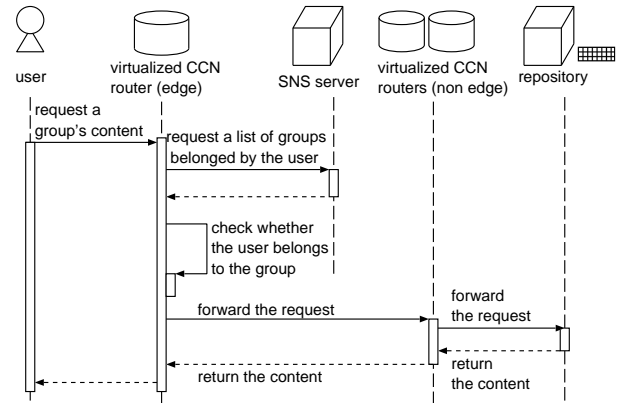 user
virtualized CCN
router (edge)
SNS server
virtualized CCN
routers (non edge)
repository
request a
group's content
request a list of groups
belonged by the user
check whether
the user belongs
to the group
forward the request
forward
the request
return the content
return
the content